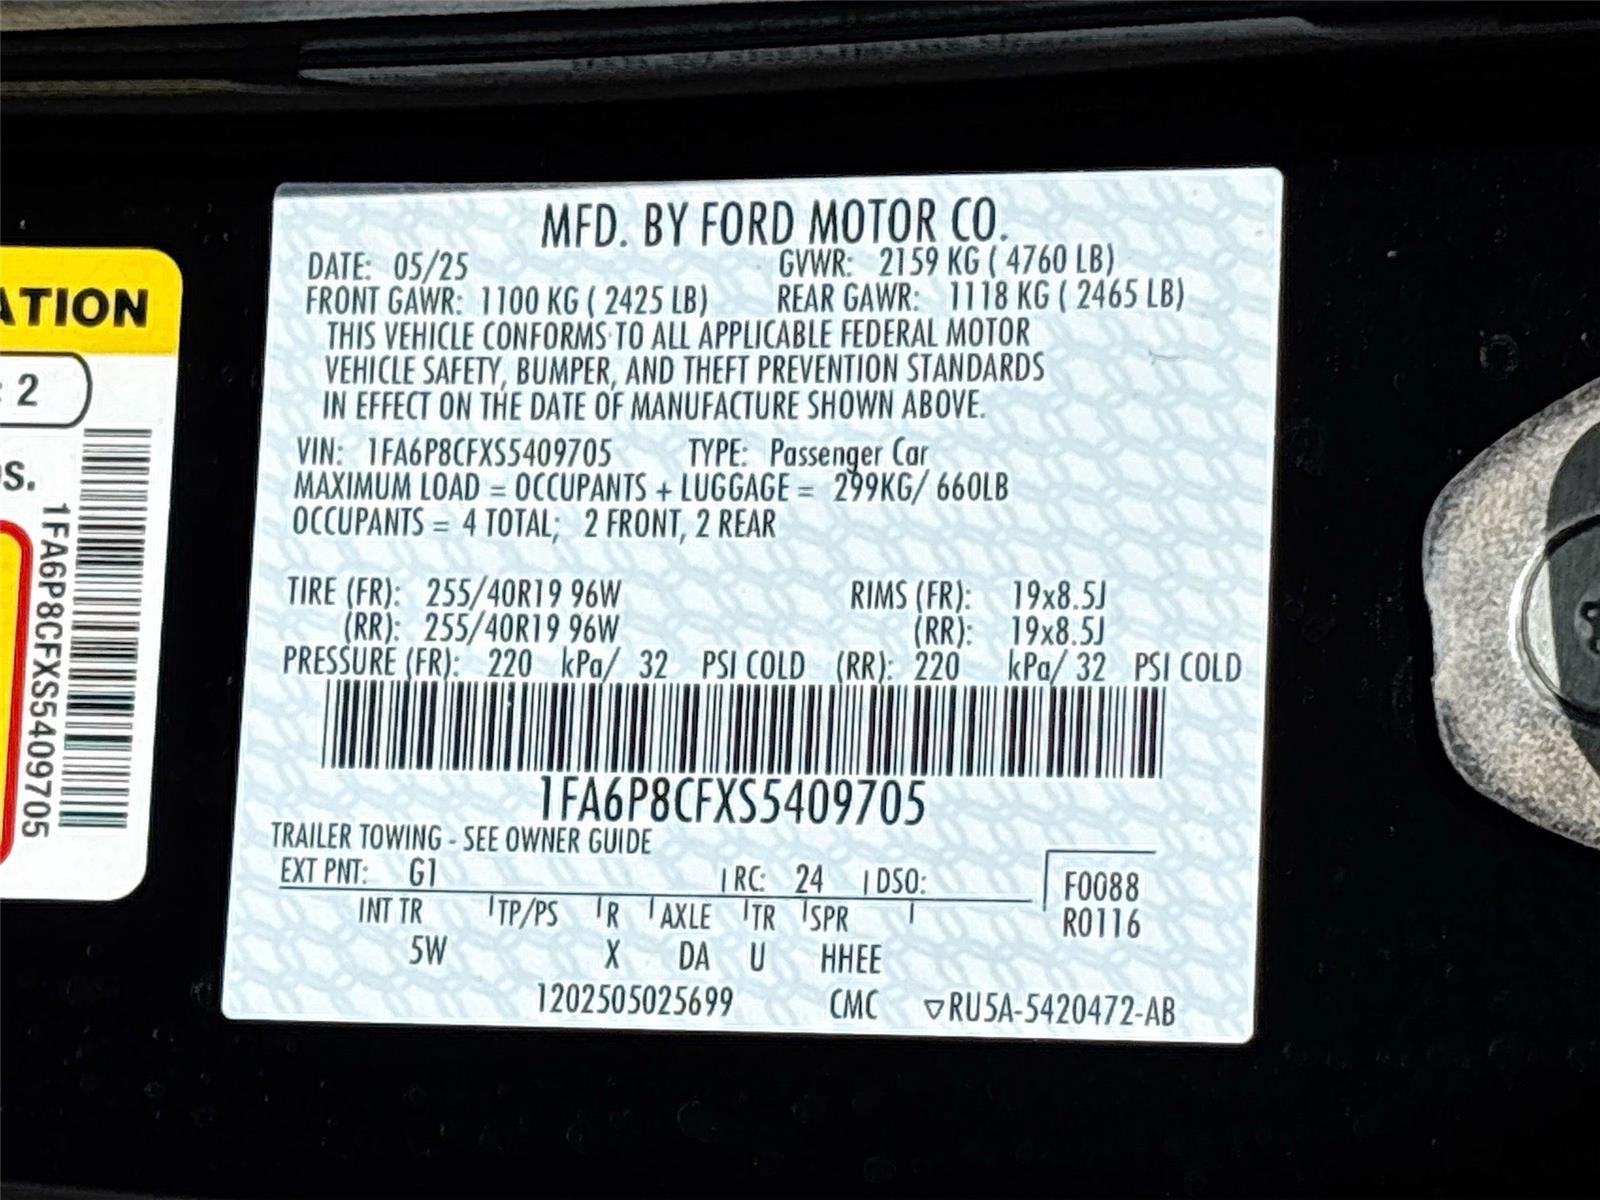 MFD. BY FORD MOTOR CO.
DATE: 05/25 GVWR: 2159 KG ( 4760 LB)
FRONT GAWR: 1100 KG ( 2425 LB) REAR GAWR: 1118 KG ( 2465 LB)
THIS VEHICLE CONFORMS TO ALL APPLICABLE FEDERAL MOTOR
VEHICLE SAFETY, BUMPER, AND THEFT PREVENTION STANDARDS
IN EFFECT ON THE DATE OF MANUFACTURE SHOWN ABOVE.
VIN: 1FA6P8CFXS5409705 TYPE: Passenger Car
MAXIMUM LOAD = OCCUPANTS + LUGGAGE = 299KG/ 660LB
OCCUPANTS = 4 TOTAL; 2 FRONT, 2 REAR
TIRE (FR): 255/40R19 96W RIMS (FR): 19x8.5J
(RR): 255/40R19 96W (RR): 19x8.5J
PRESSURE (FR): 220 kPa/ 32 PSI COLD (RR): 220 kPa/ 32 PSI COLD
1FA6P8CFXS5409705
TRAILER TOWING - SEE OWNER GUIDE
EXT PNT: G1 RC: 24 DSO: F0088
INT TR TP/PS R AXLE TR SPR R0116
5W X DA U HHEE
1202505025699 CMC ▽RU5A-5420472-AB
ATION
: 2
s.
1FA6P8CFXS5409705